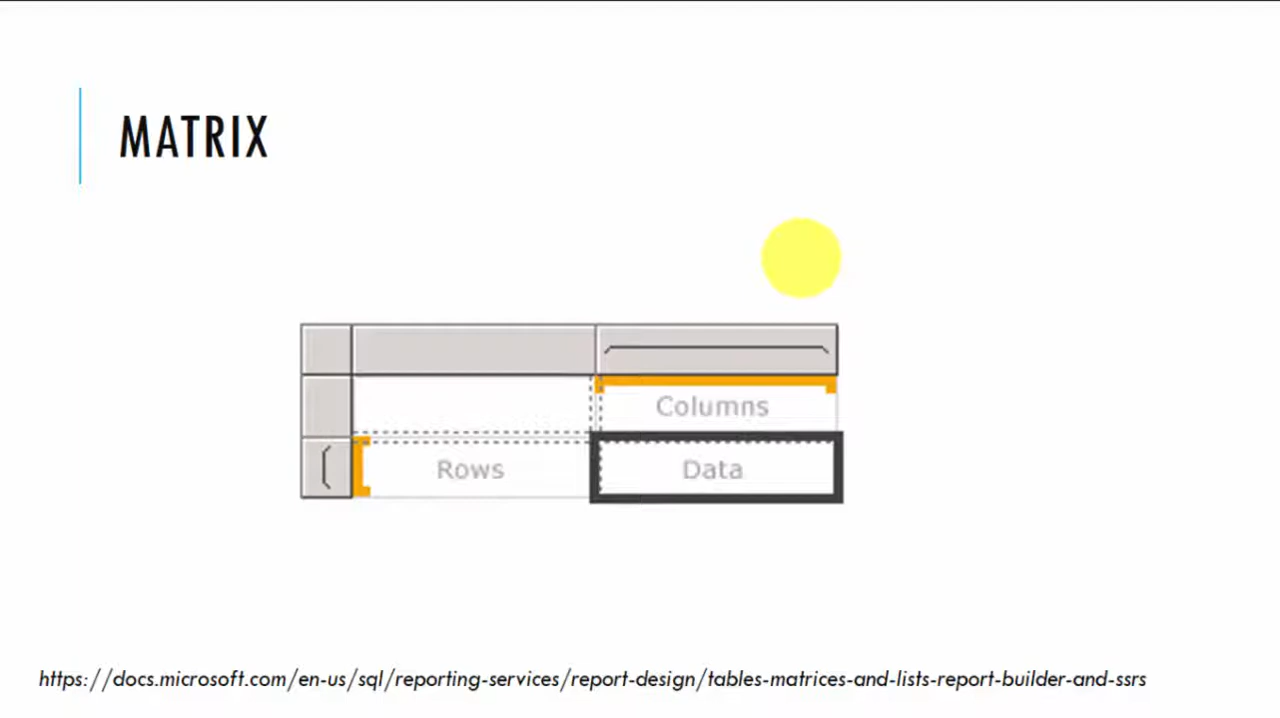 MATRIX
Columns
Rows Data
https://docs.microsoft.com/en-us/sql/reporting-services/report-design/tables-matrices-and-lists-report-builder-and-ssrs